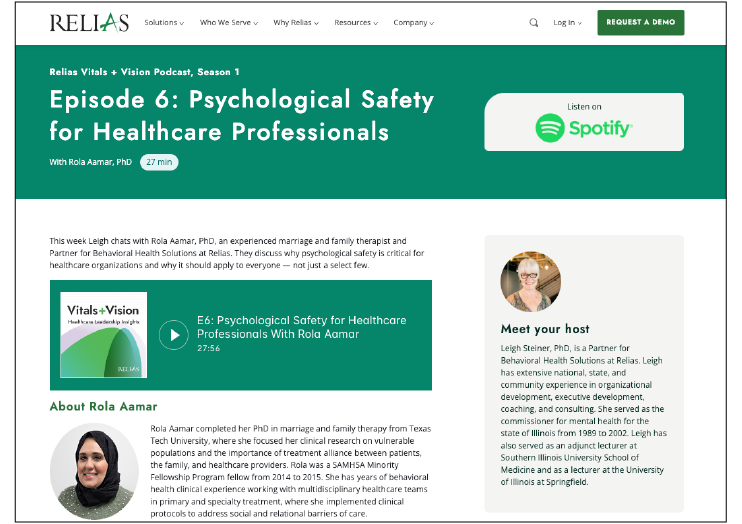 RELIAS
Solutions
Who We Serve
Why Relias
Resources
Company
Log In
REQUEST A DEMO
Relias Vitals + Vision Podcast, Season 1
Episode 6: Psychological Safety
for Healthcare Professionals
With Rola Aamar, PhD
27 min
Listen on
Spotify
This week Leigh chats with Rola Aamar, PhD, an experienced marriage and family therapist and
Partner for Behavioral Health Solutions at Relias. They discuss why psychological safety is critical for
healthcare organizations and why it should apply to everyone — not just a select few.
Vitals+Vision
Healthcare Leadership Insights
RELIAS
E6: Psychological Safety for Healthcare
Professionals With Rola Aamar
27:56
About Rola Aamar
Rola Aamar completed her PhD in marriage and family therapy from Texas
Tech University, where she focused her clinical research on vulnerable
populations and the importance of treatment alliance between patients,
the family, and healthcare providers. Rola was a SAMHSA Minority
Fellowship Program fellow from 2014 to 2015. She has years of behavioral
health clinical experience working with multidisciplinary healthcare teams
in primary and specialty treatment, where she implemented clinical
protocols to address social and relational barriers of care.
Meet your host
Leigh Steiner, PhD, is a Partner for
Behavioral Health Solutions at Relias. Leigh
has extensive national, state, and
community experience in organizational
development, executive development,
coaching, and consulting. She served as the
commissioner for mental health for the
state of Illinois from 1989 to 2002. Leigh has
also served as an adjunct lecturer at
Southern Illinois University School of
Medicine and as a lecturer at the University
of Illinois at Springfield.